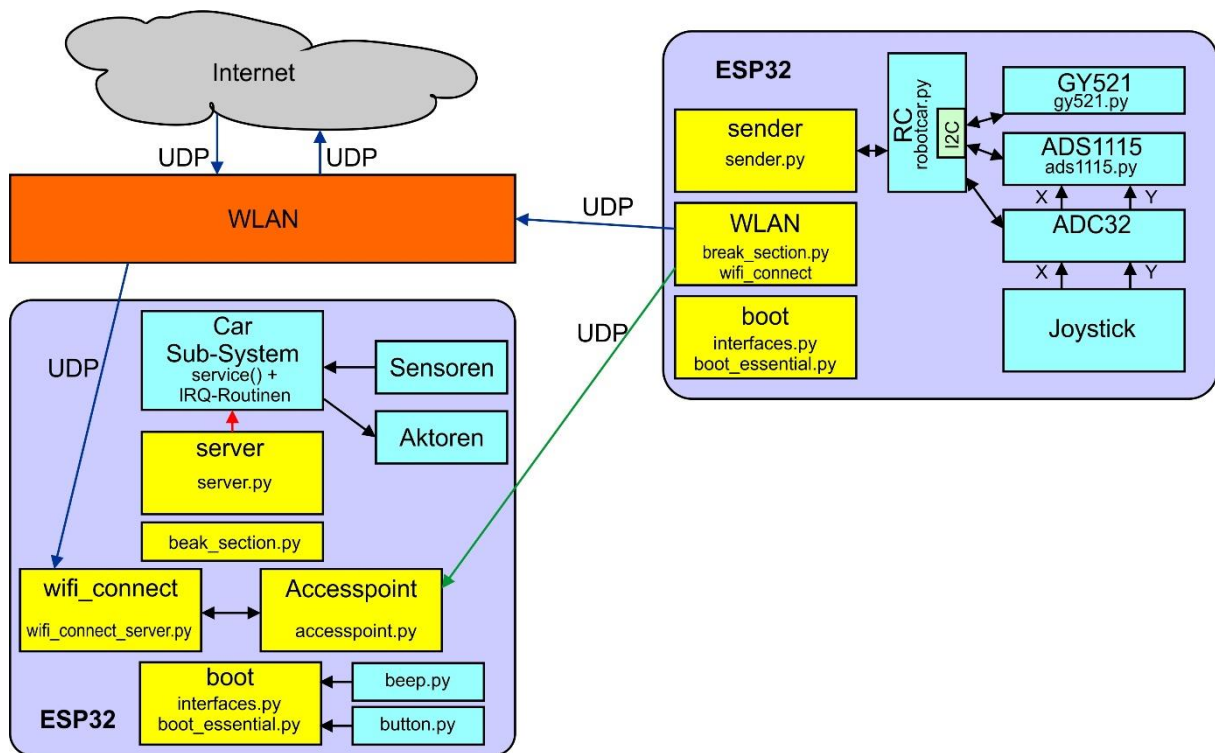 Internet
UDP
UDP
WLAN
UDP
UDP
UDP
ESP32
sender
sender.py
WLAN
break_section.py
wifi_connect
boot
interfaces.py
boot_essential.py
RC
robotcar.py
I2C
GY521
gy521.py
ADS1115
ads1115.py
X
Y
ADC32
X
Y
Joystick
Car
Sub-System
service() +
IRQ-Routinen
Sensoren
Aktoren
server
server.py
beak_section.py
wifi_connect
wifi_connect_server.py
Accesspoint
accesspoint.py
boot
interfaces.py
boot_essential.py
beep.py
button.py
ESP32